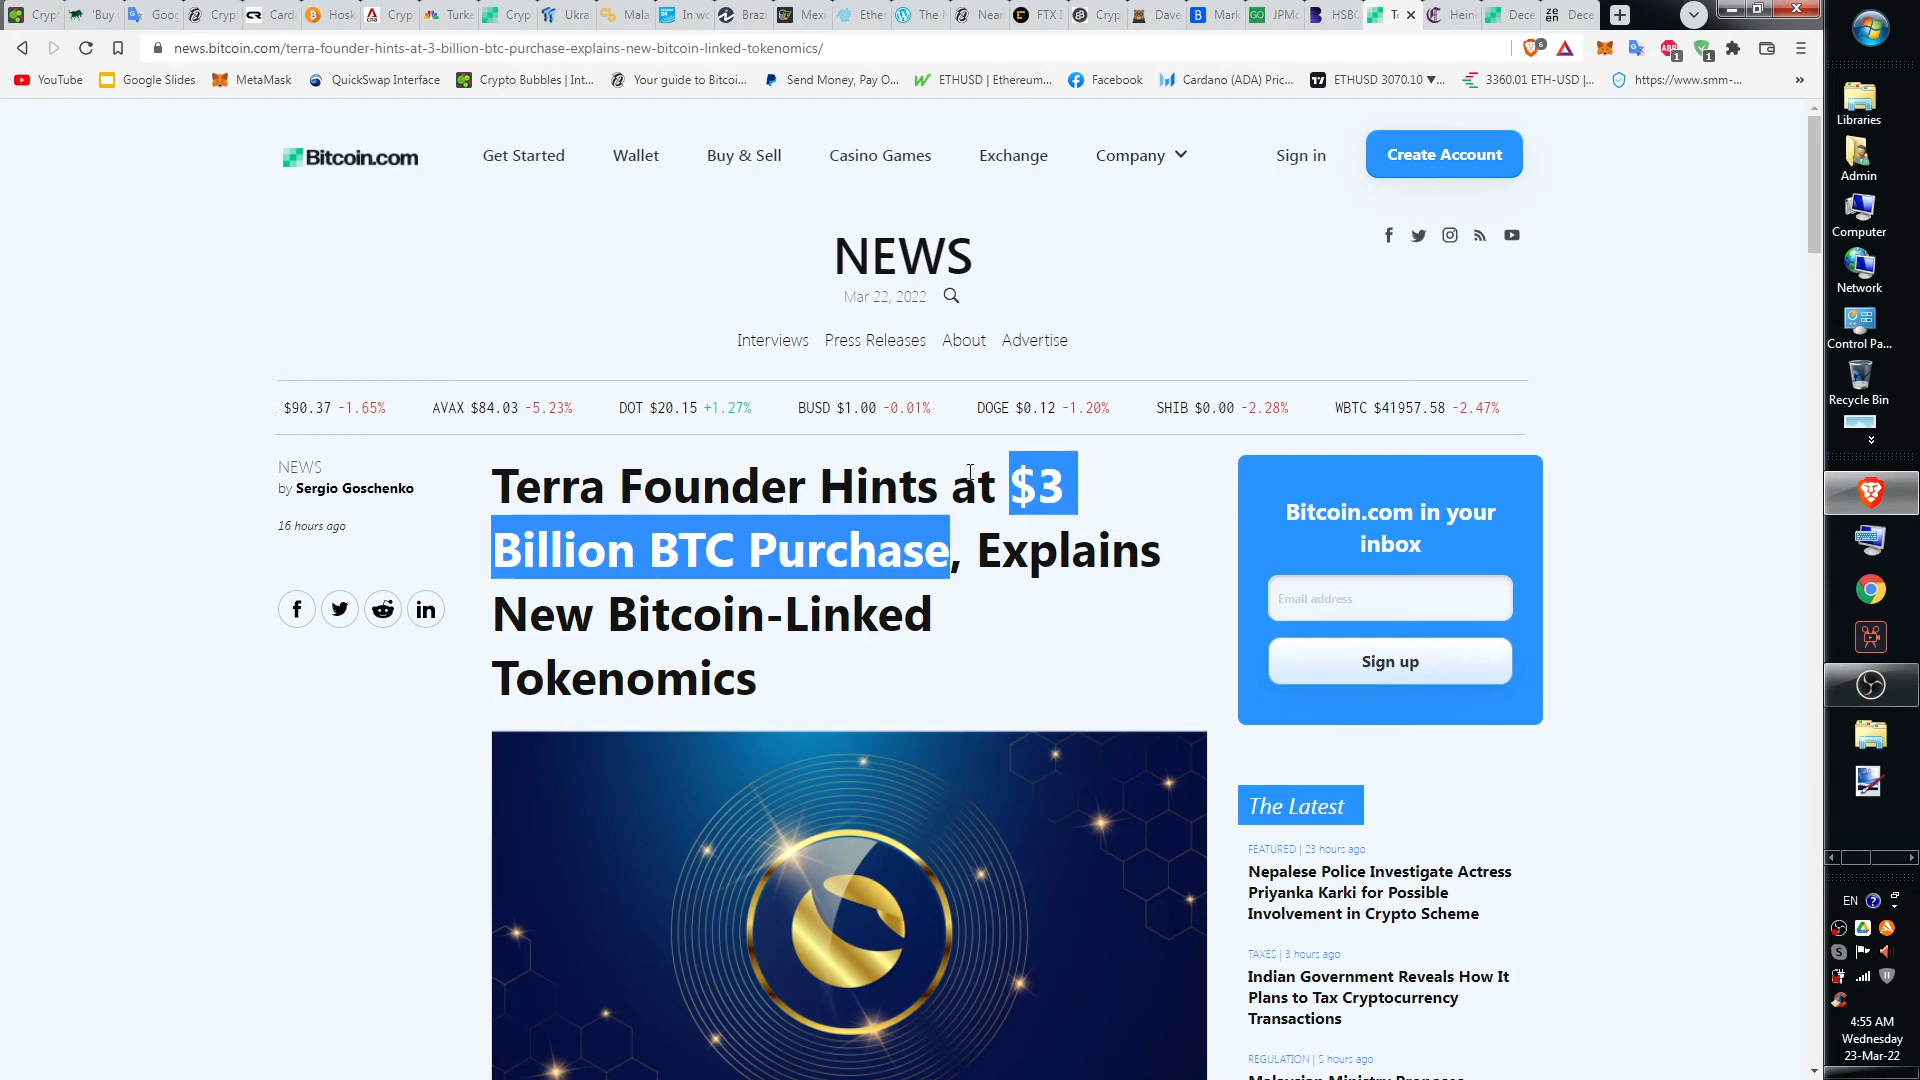 Crypt
'Buy
Goog
Cryp
Carda
Hosk
Crypt
Turke
Cryp
Ukra
Mala
In wo
Braz
Mexi
Ether
The I
Near
FTX I
Cryp
Dave
Mark
JPMo
HSBC
Te
Hein
Dece
Dece
news.bitcoin.com/terra-founder-hints-at-3-billion-btc-purchase-explains-new-bitcoin-linked-tokenomics/
YouTube
Google Slides
MetaMask
QuickSwap Interface
Crypto Bubbles | Int...
Your guide to Bitcoi...
Send Money, Pay O...
ETHUSD | Ethereum...
Facebook
Cardano (ADA) Pric...
ETHUSD 3070.10 ▼...
3360.01 ETH-USD |...
https://www.smm-...
»
Bitcoin.com
Get Started
Wallet
Buy & Sell
Casino Games
Exchange
Company
Sign in
Create Account
NEWS
Mar 22, 2022
Interviews
Press Releases
About
Advertise
$90.37 -1.65%
AVAX $84.03 -5.23%
DOT $20.15 +1.27%
BUSD $1.00 -0.01%
DOGE $0.12 -1.20%
SHIB $0.00 -2.28%
WBTC $41957.58 -2.47%
NEWS
by Sergio Goschenko
16 hours ago
Terra Founder Hints at $3
Billion BTC Purchase, Explains
New Bitcoin-Linked
Tokenomics
Bitcoin.com in your
inbox
Email address
Sign up
The Latest
FEATURED | 23 hours ago
Nepalese Police Investigate Actress
Priyanka Karki for Possible
Involvement in Crypto Scheme
TAXES | 3 hours ago
Indian Government Reveals How It
Plans to Tax Cryptocurrency
Transactions
REGULATION | 5 hours ago
Libraries
Admin
Computer
Network
Control Pa...
Recycle Bin
EN
4:55 AM
Wednesday
23-Mar-22